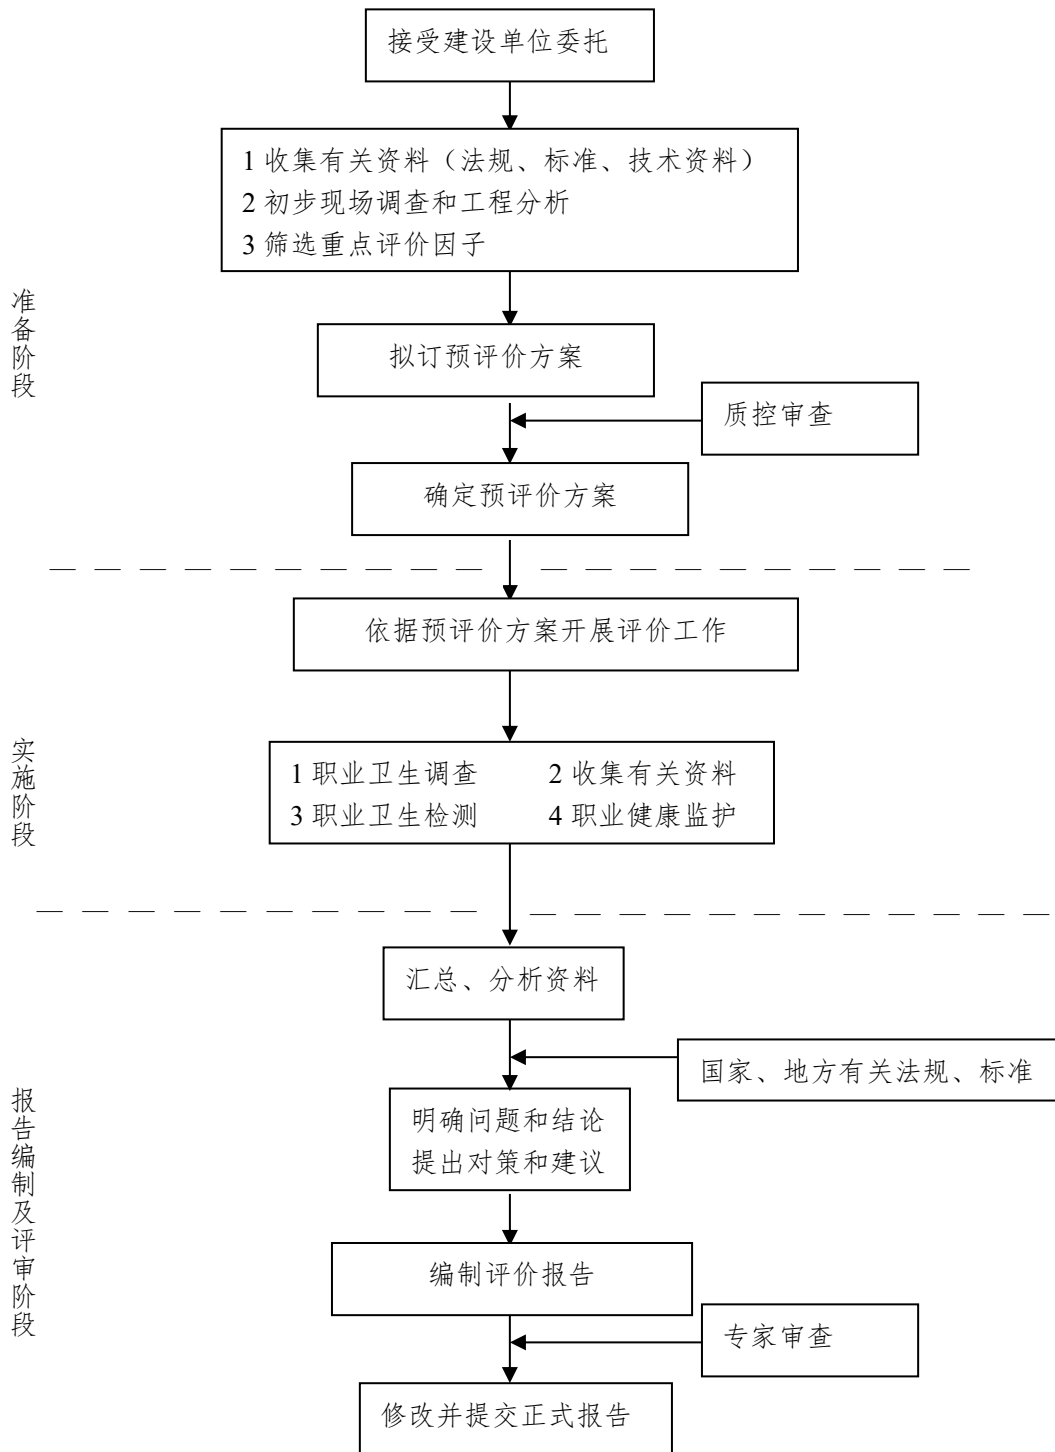 接受建设单位委托
1 收集有关资料（法规、标准、技术资料）
2 初步现场调查和工程分析
3 筛选重点评价因子
准备阶段
拟订预评价方案
质控审查
确定预评价方案
依据预评价方案开展评价工作
实施阶段
1 职业卫生调查 2 收集有关资料
3 职业卫生检测 4 职业健康监护
汇总、分析资料
国家、地方有关法规、标准
报告编制及评审阶段
明确问题和结论
提出对策和建议
编制评价报告
专家审查
修改并提交正式报告